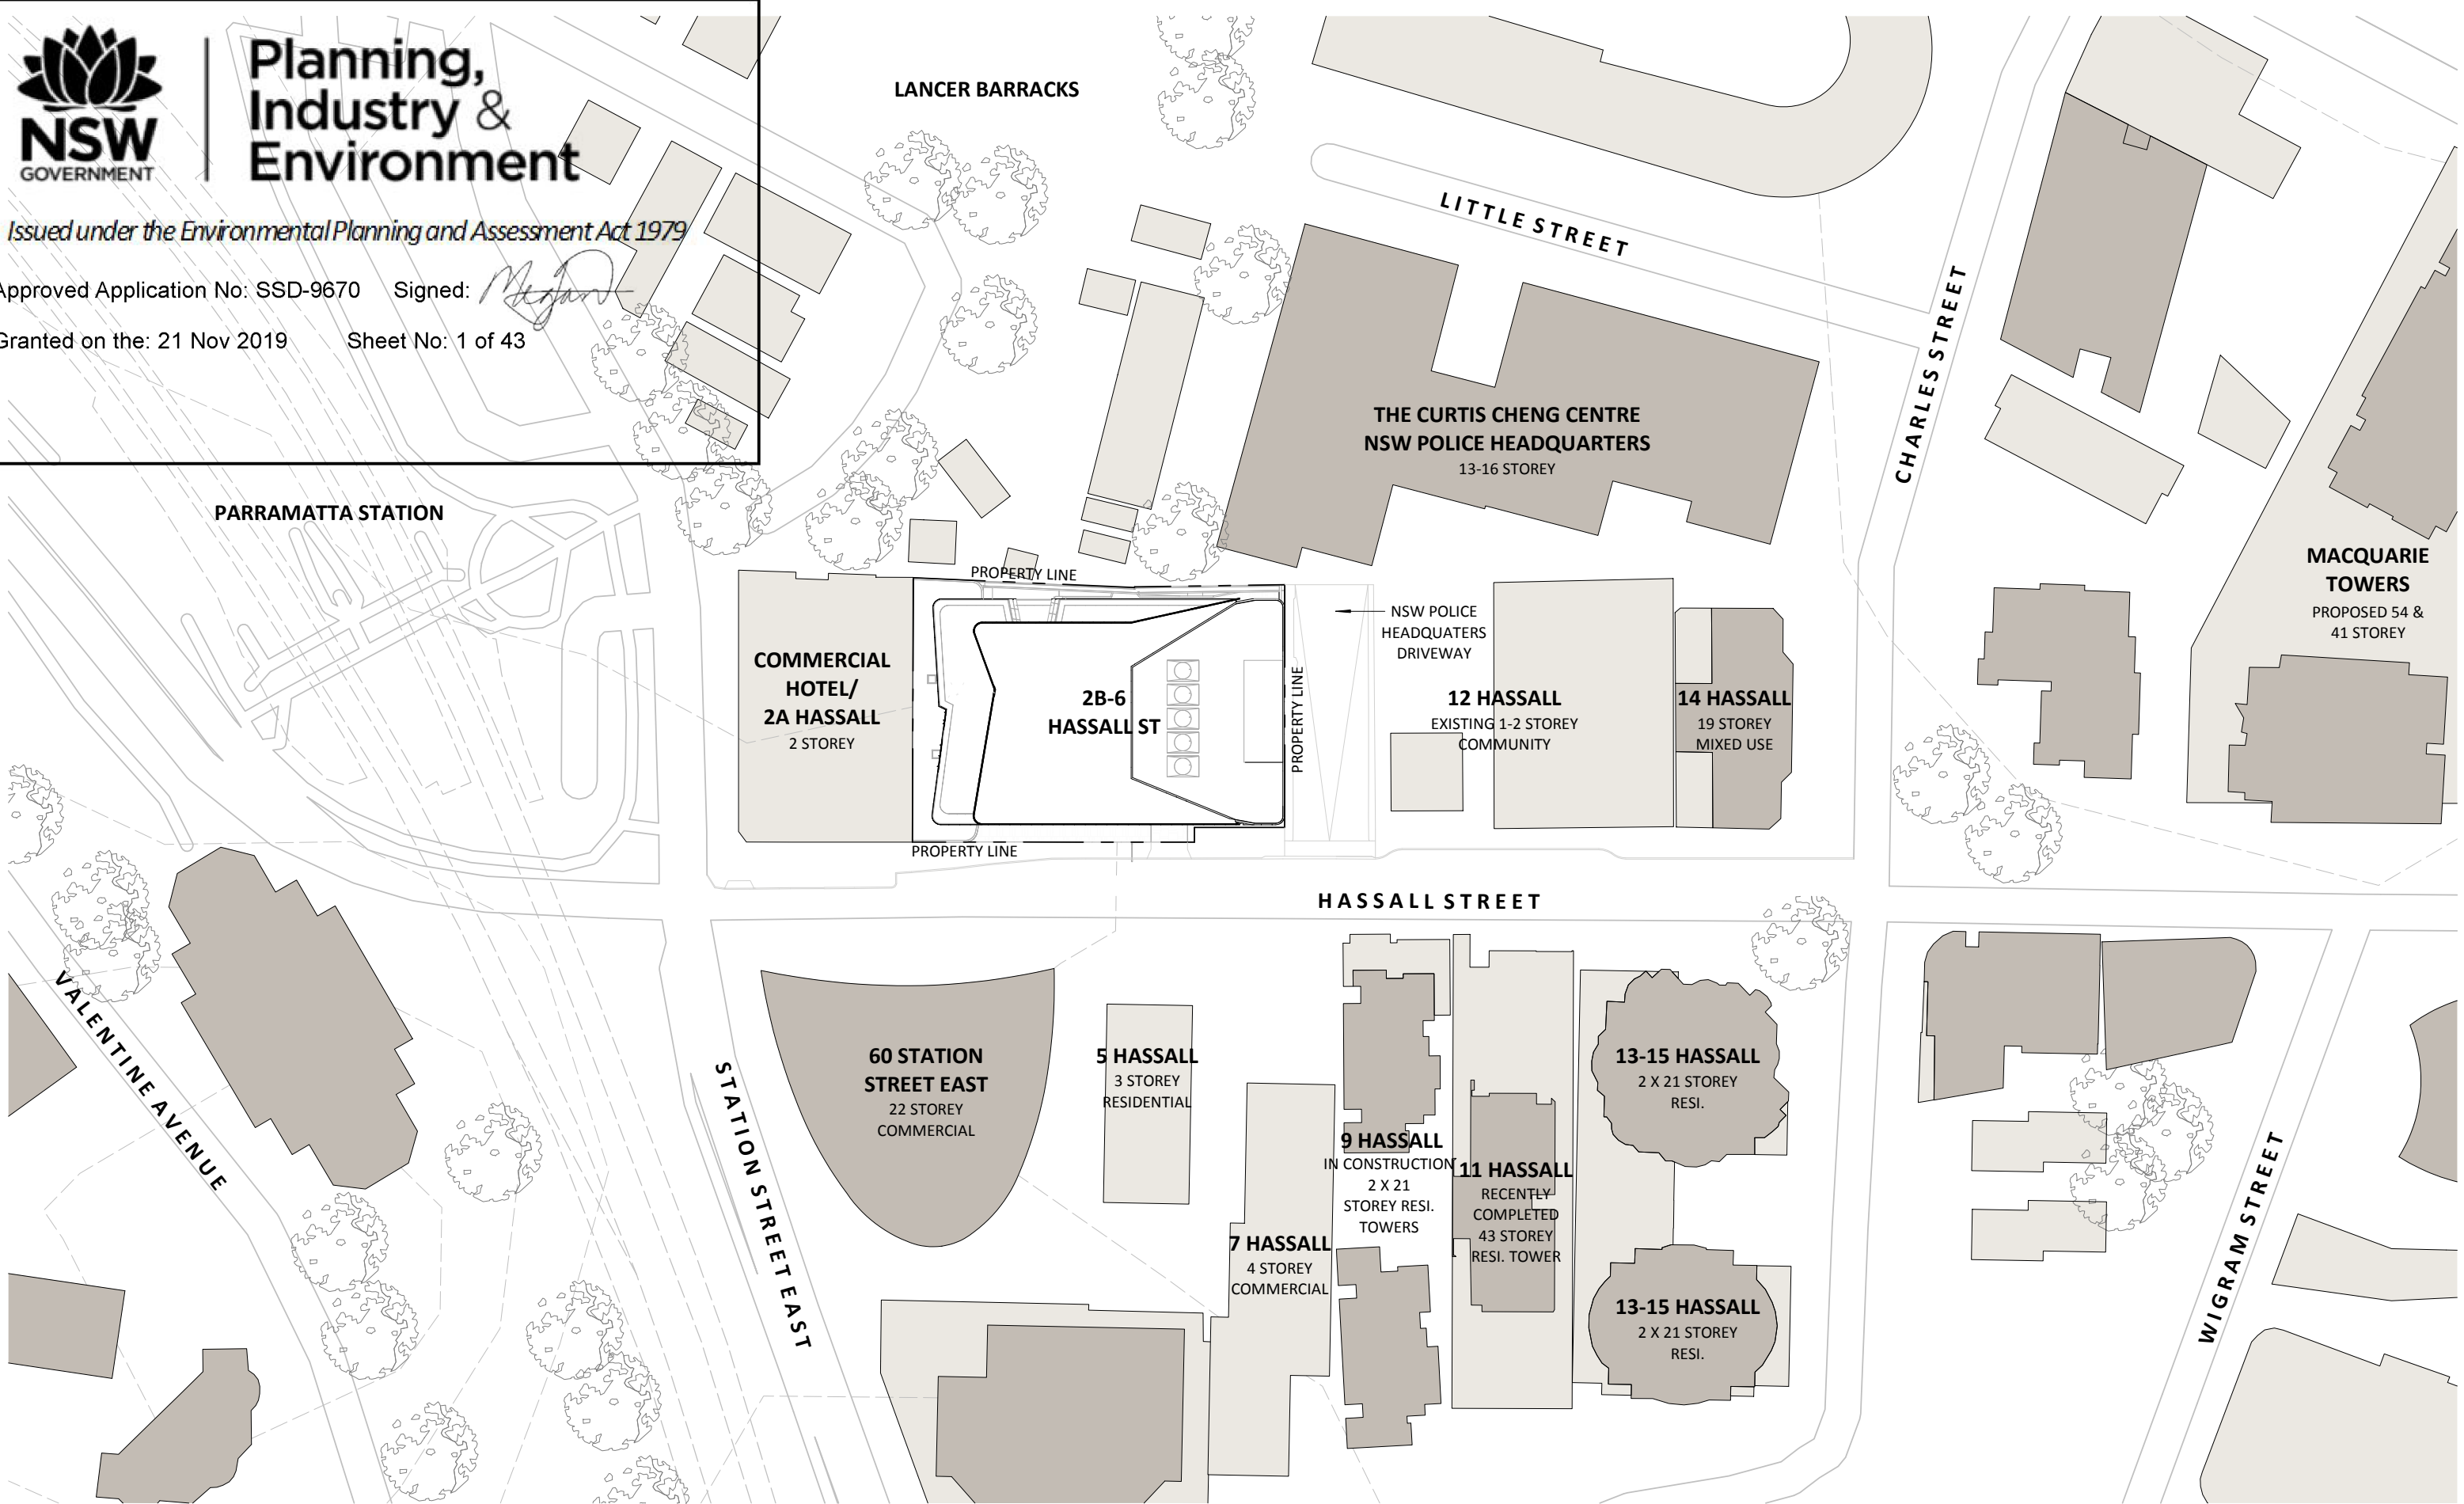 NSW
GOVERNMENT
Planning,
Industry &
Environment
Issued under the Environmental Planning and Assessment Act 1979
Approved Application No: SSD-9670 Signed:
Granted on the: 21 Nov 2019 Sheet No: 1 of 43
LANCER BARRACKS
LITTLE STREET
CHARLES STREET
THE CURTIS CHENG CENTRE
NSW POLICE HEADQUARTERS
13-16 STOREY
PARRAMATTA STATION
MACQUARIE
TOWERS
PROPOSED 54 &
41 STOREY
PROPERTY LINE
NSW POLICE
HEADQUATERS
DRIVEWAY
COMMERCIAL
HOTEL/
2A HASSALL
2 STOREY
2B-6
HASSALL ST
PROPERTY LINE
12 HASSALL
EXISTING 1-2 STOREY
COMMUNITY
14 HASSALL
19 STOREY
MIXED USE
PROPERTY LINE
HASSALL STREET
VALENTINE AVENUE
STATION STREET EAST
60 STATION
STREET EAST
22 STOREY
COMMERCIAL
5 HASSALL
3 STOREY
RESIDENTIAL
7 HASSALL
4 STOREY
COMMERCIAL
9 HASSALL
IN CONSTRUCTION
2 X 21
STOREY RESI.
TOWERS
11 HASSALL
RECENTLY
COMPLETED
43 STOREY
RESI. TOWER
13-15 HASSALL
2 X 21 STOREY
RESI.
13-15 HASSALL
2 X 21 STOREY
RESI.
WIGRAM STREET